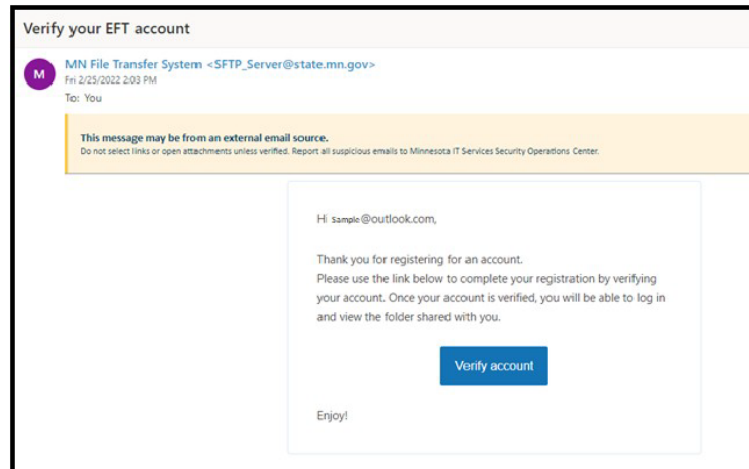 Verify your EFT account
M
MN File Transfer System <SFTP_Server@state.mn.gov>
Fri 2/25/2022 2:03 PM
To: You
This message may be from an external email source.
Do not select links or open attachments unless verified. Report all suspicious emails to Minnesota IT Services Security Operations Center.
Hi Sample@outlook.com,
Thank you for registering for an account.
Please use the link below to complete your registration by verifying
your account. Once your account is verified, you will be able to log in
and view the folder shared with you.
Verify account
Enjoy!